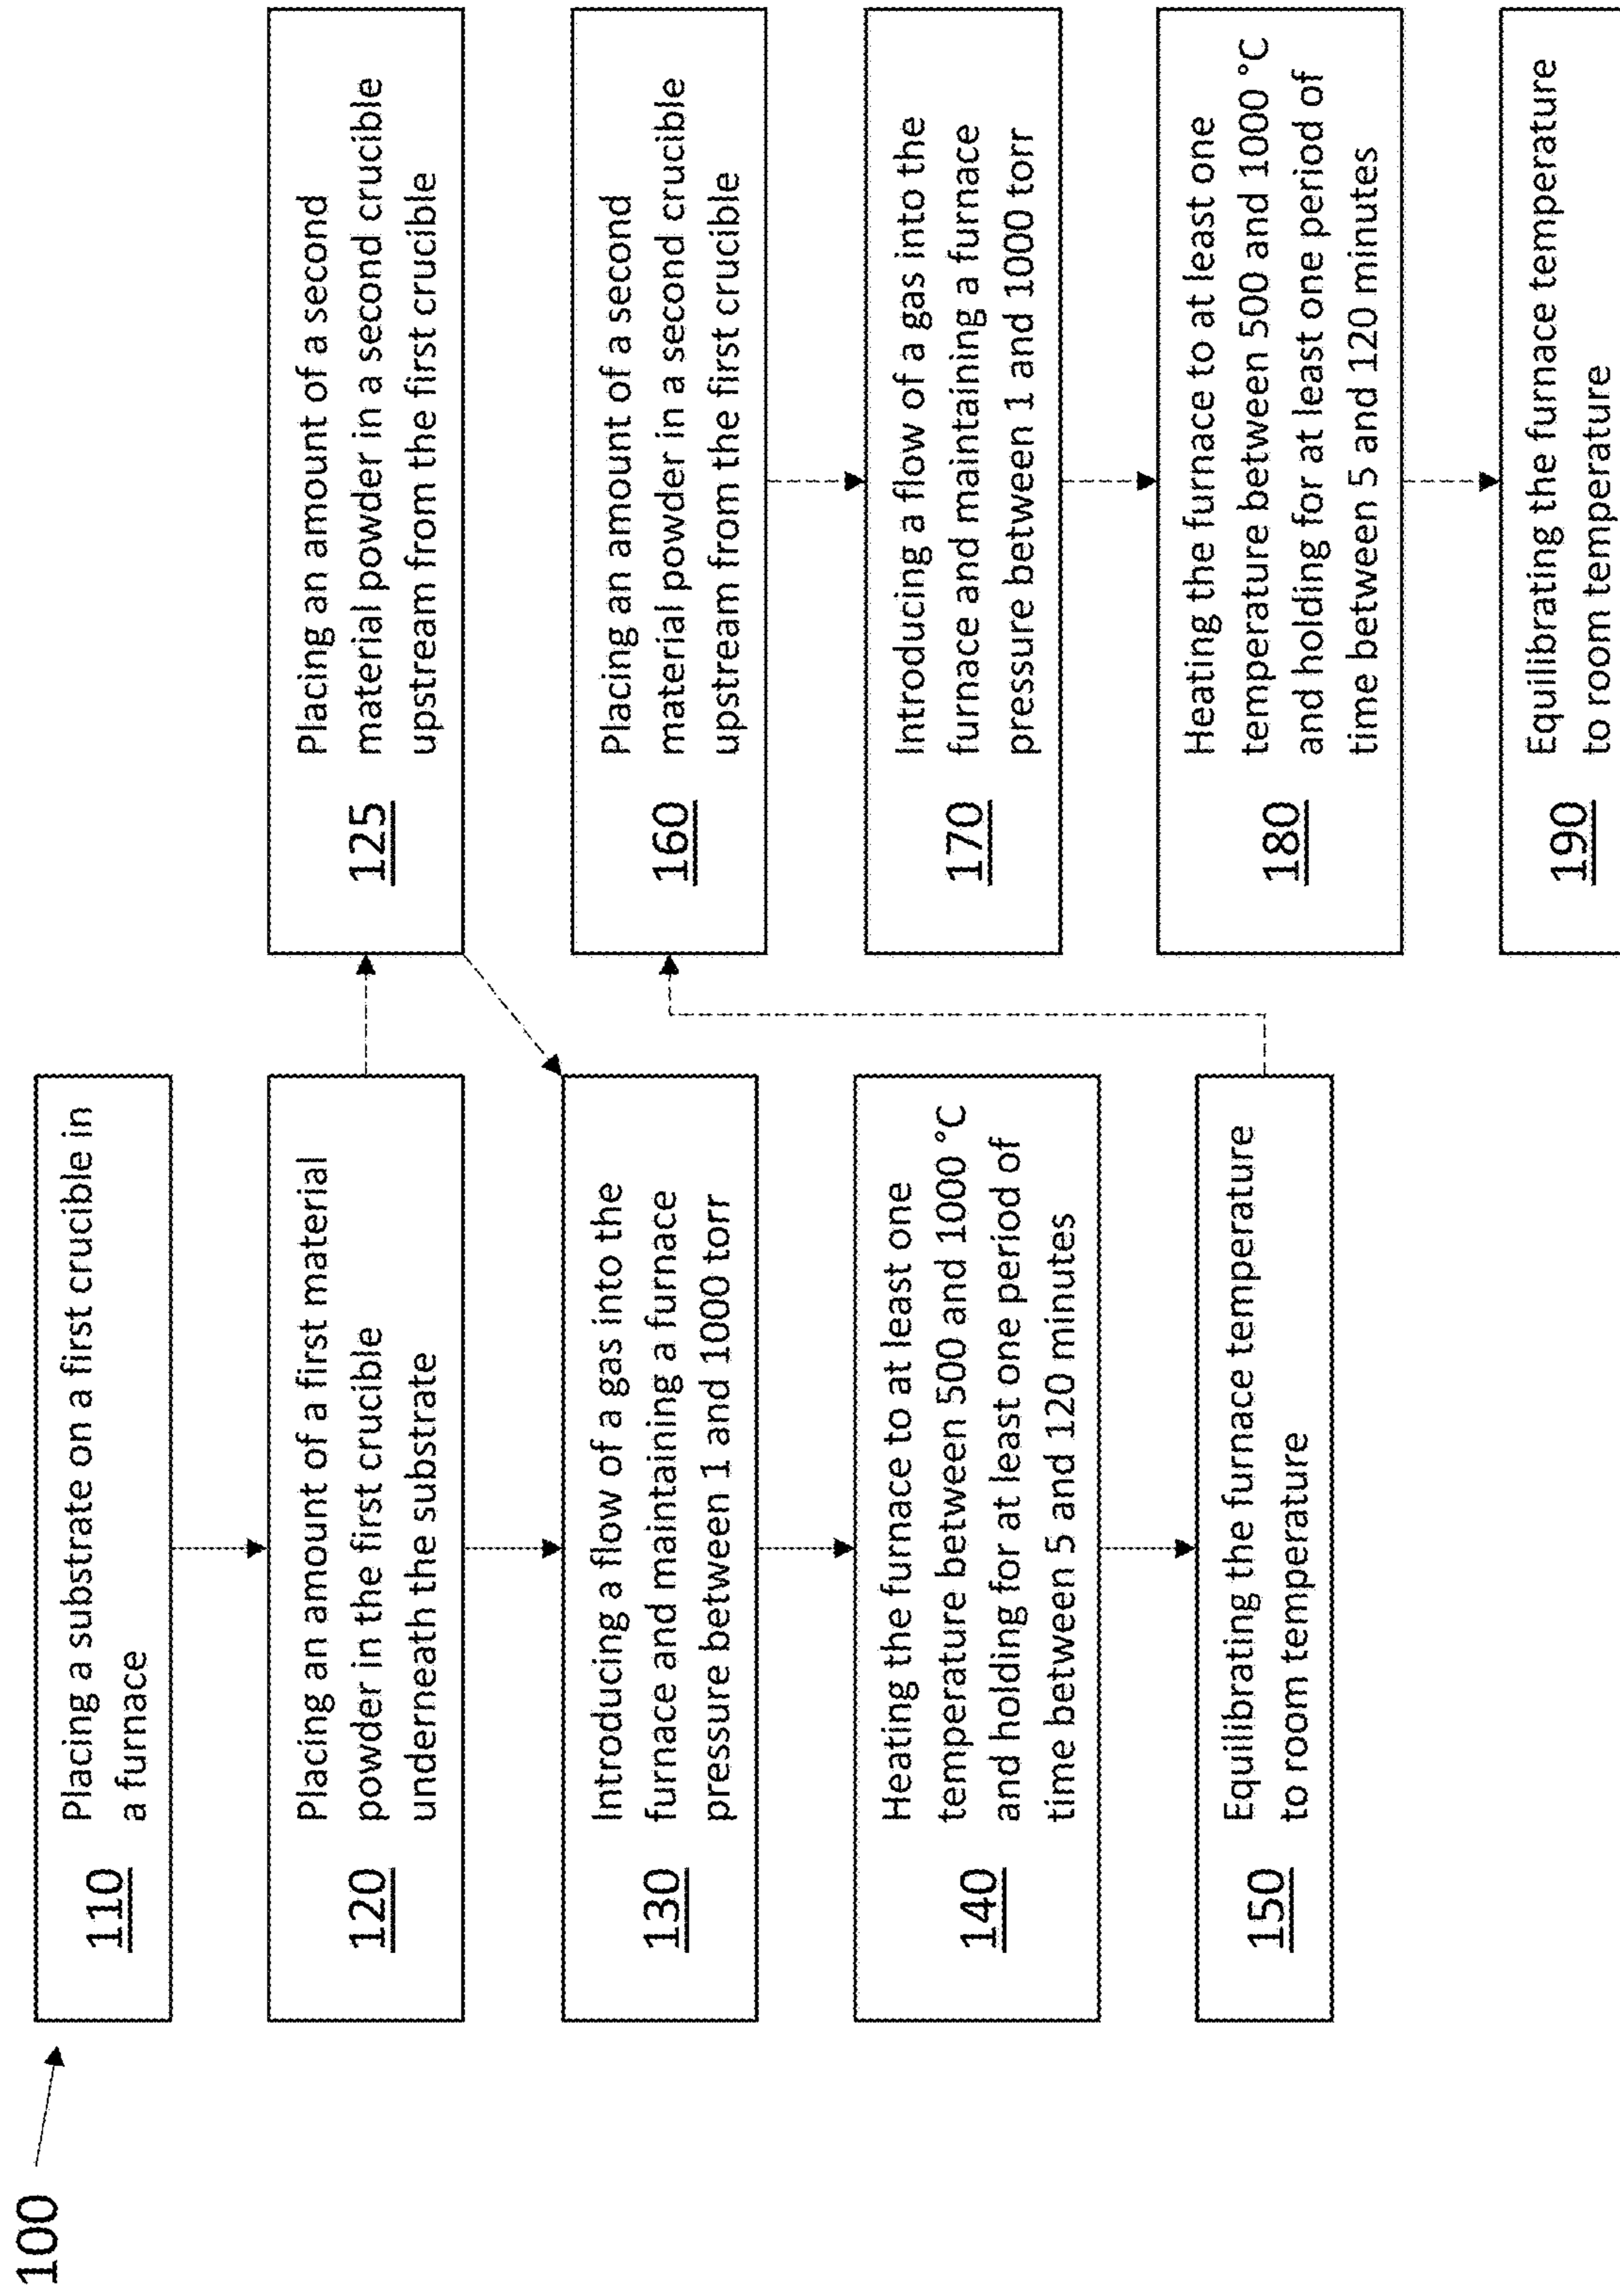 100
110
Placing a substrate on a first crucible in
a furnace
120
Placing an amount of a first material
powder in the first crucible
underneath the substrate
125
Placing an amount of a second
material powder in a second crucible
upstream from the first crucible
130
Introducing a flow of a gas into the
furnace and maintaining a furnace
pressure between 1 and 1000 torr
140
Heating the furnace to at least one
temperature between 500 and 1000 °C
and holding for at least one period of
time between 5 and 120 minutes
150
Equilibrating the furnace temperature
to room temperature
160
Placing an amount of a second
material powder in a second crucible
upstream from the first crucible
170
Introducing a flow of a gas into the
furnace and maintaining a furnace
pressure between 1 and 1000 torr
180
Heating the furnace to at least one
temperature between 500 and 1000 °C
and holding for at least one period of
time between 5 and 120 minutes
190
Equilibrating the furnace temperature
to room temperature